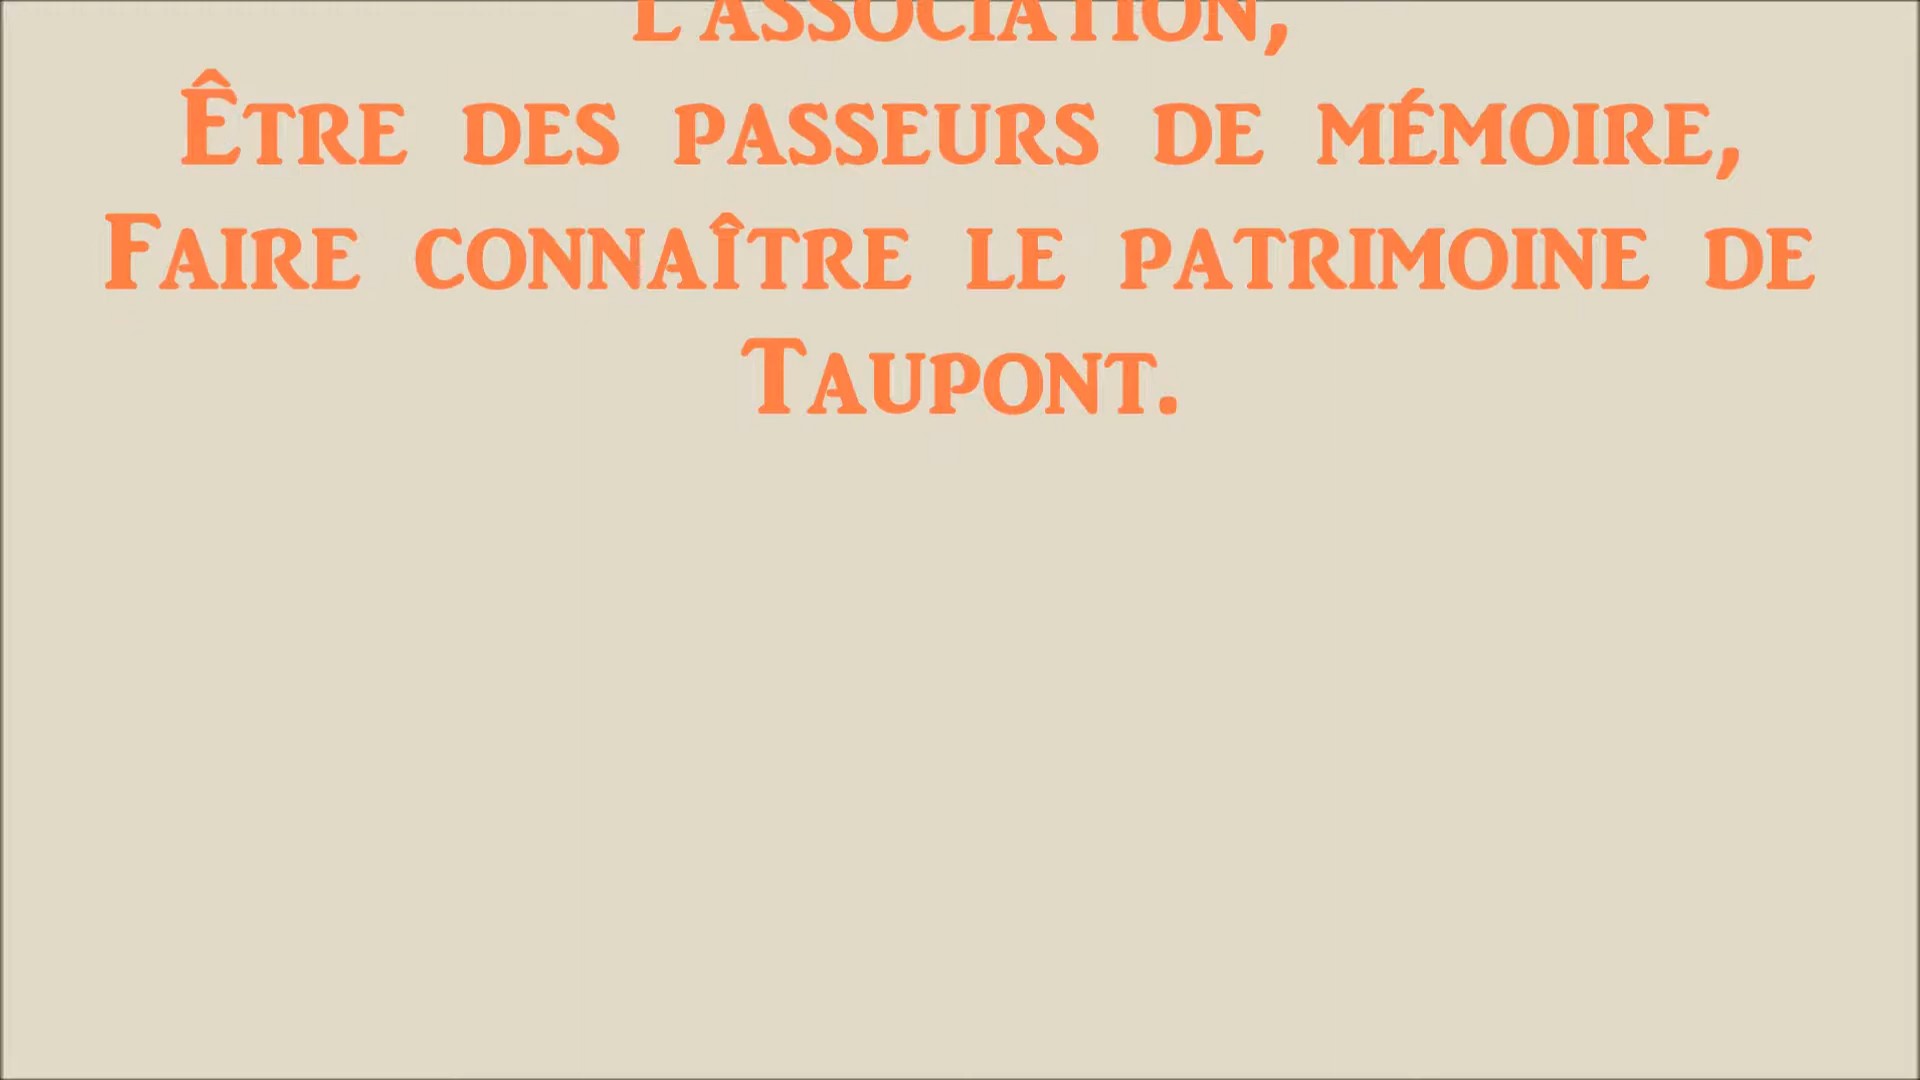 L'ASSOCIATION,
ÊTRE DES PASSEURS DE MÉMOIRE,
FAIRE CONNAÎTRE LE PATRIMOINE DE
TAUPONT.